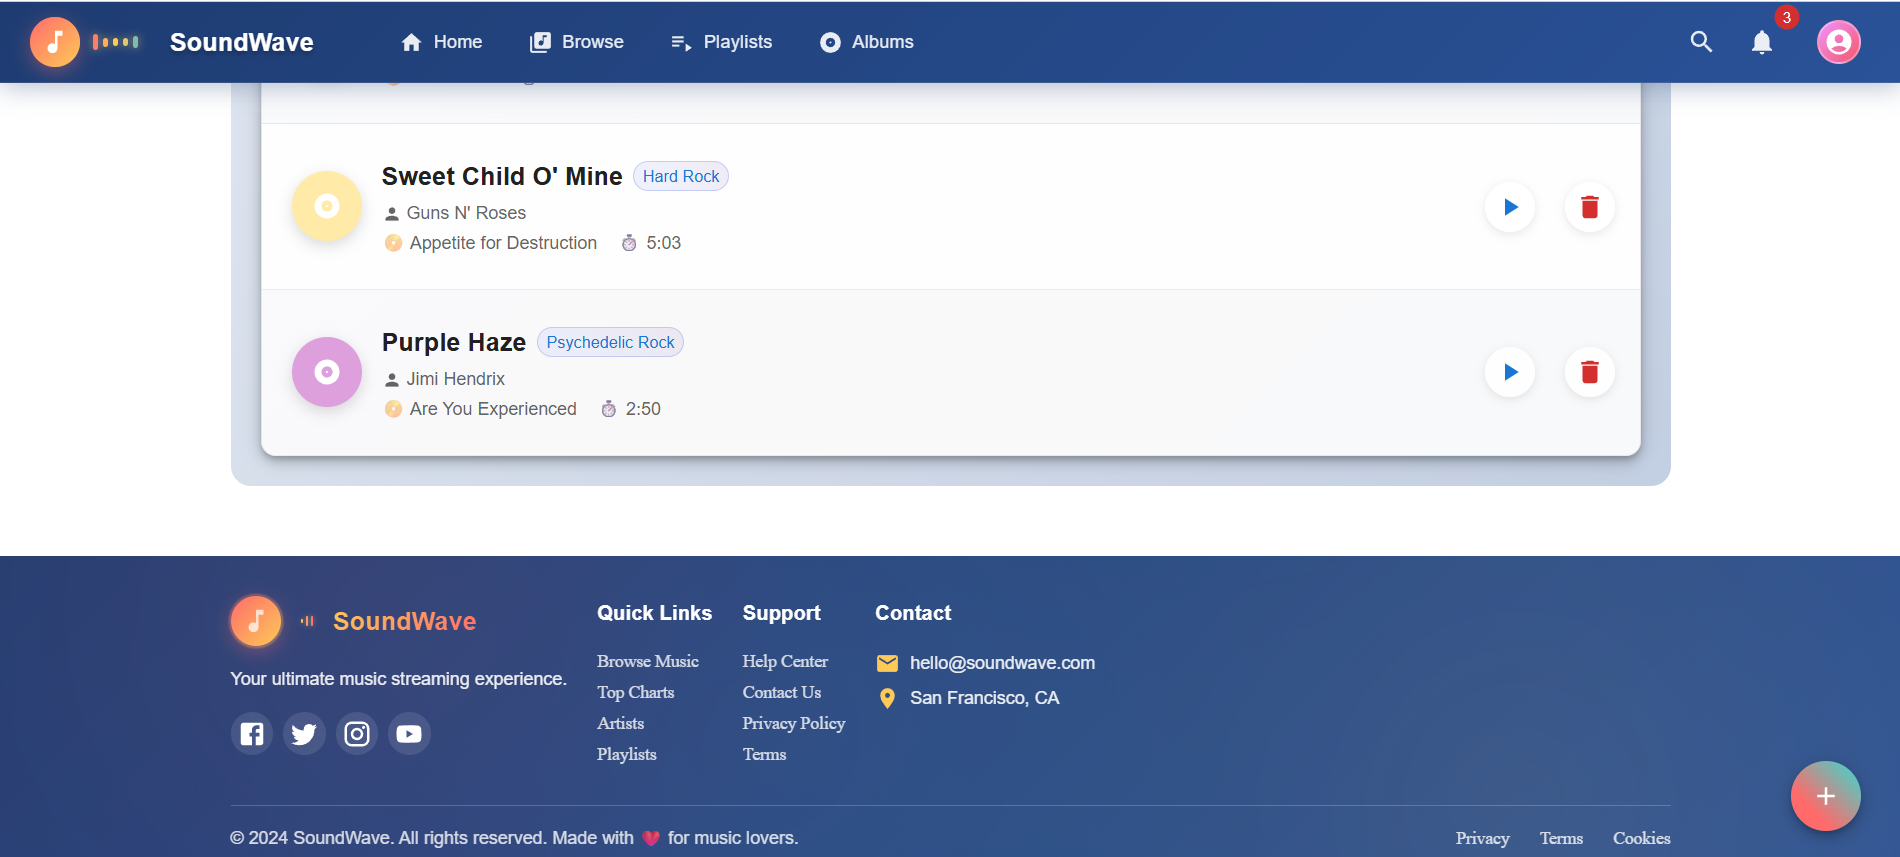 SoundWave Home Browse Playlists Albums 3
Sweet Child O' Mine Hard Rock
Guns N' Roses
Appetite for Destruction 5:03
Purple Haze Psychedelic Rock
Jimi Hendrix
Are You Experienced 2:50
SoundWave
Your ultimate music streaming experience.
Quick Links
Browse Music
Top Charts
Artists
Playlists
Support
Help Center
Contact Us
Privacy Policy
Terms
Contact
hello@soundwave.com
San Francisco, CA
© 2024 SoundWave. All rights reserved. Made with 💗 for music lovers.
Privacy Terms Cookies